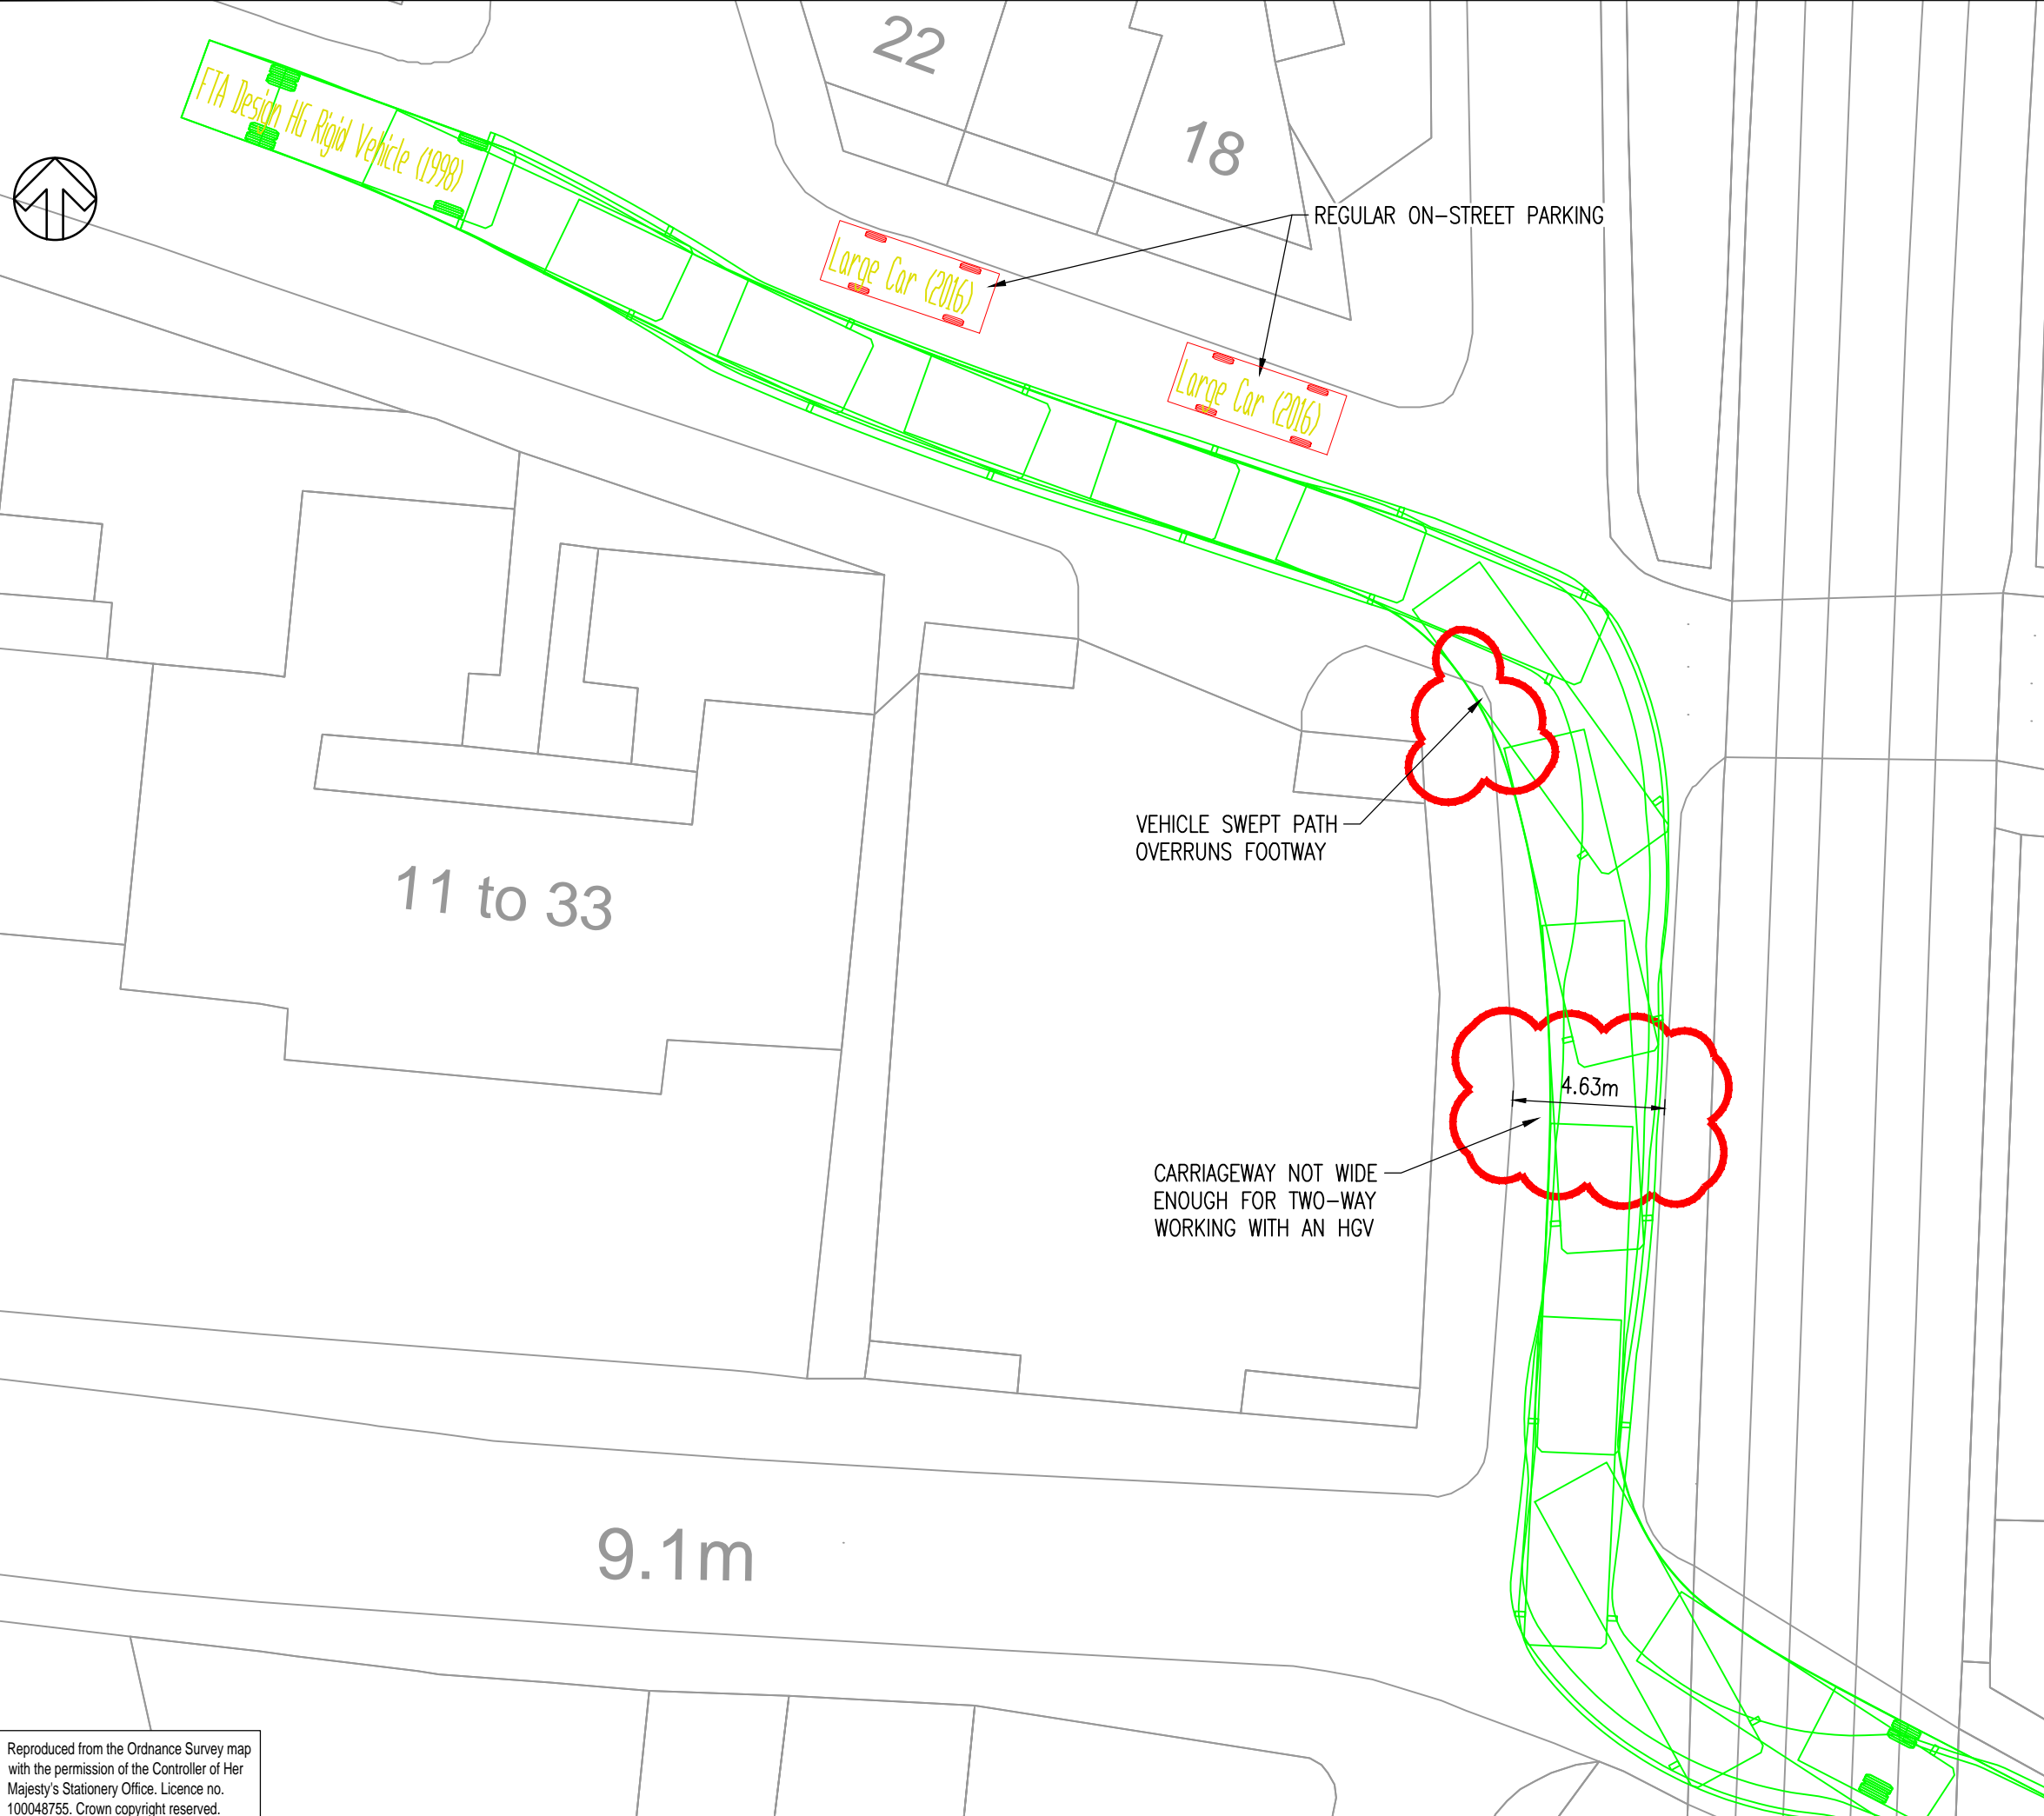 22
FTA Design HG Rigid Vehicle (1998)
18
REGULAR ON-STREET PARKING
Large Car (2016)
Large Car (2016)
VEHICLE SWEPT PATH
OVERRUNS FOOTWAY
11 to 33
4.63m
CARRIAGEWAY NOT WIDE
ENOUGH FOR TWO-WAY
WORKING WITH AN HGV
9.1m
Reproduced from the Ordnance Survey map
with the permission of the Controller of Her
Majesty's Stationery Office. Licence no.
100048755. Crown copyright reserved.